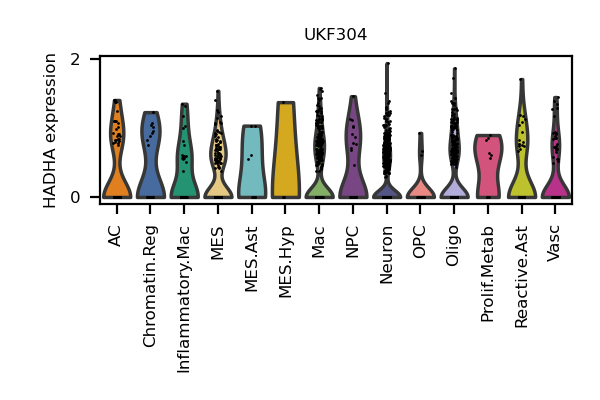 UKF304
HADHA expression
2
0
AC
Chromatin.Reg
Inflammatory.Mac
MES
MES.Ast
MES.Hyp
Mac
NPC
Neuron
OPC
Oligo
Prolif.Metab
Reactive.Ast
Vasc